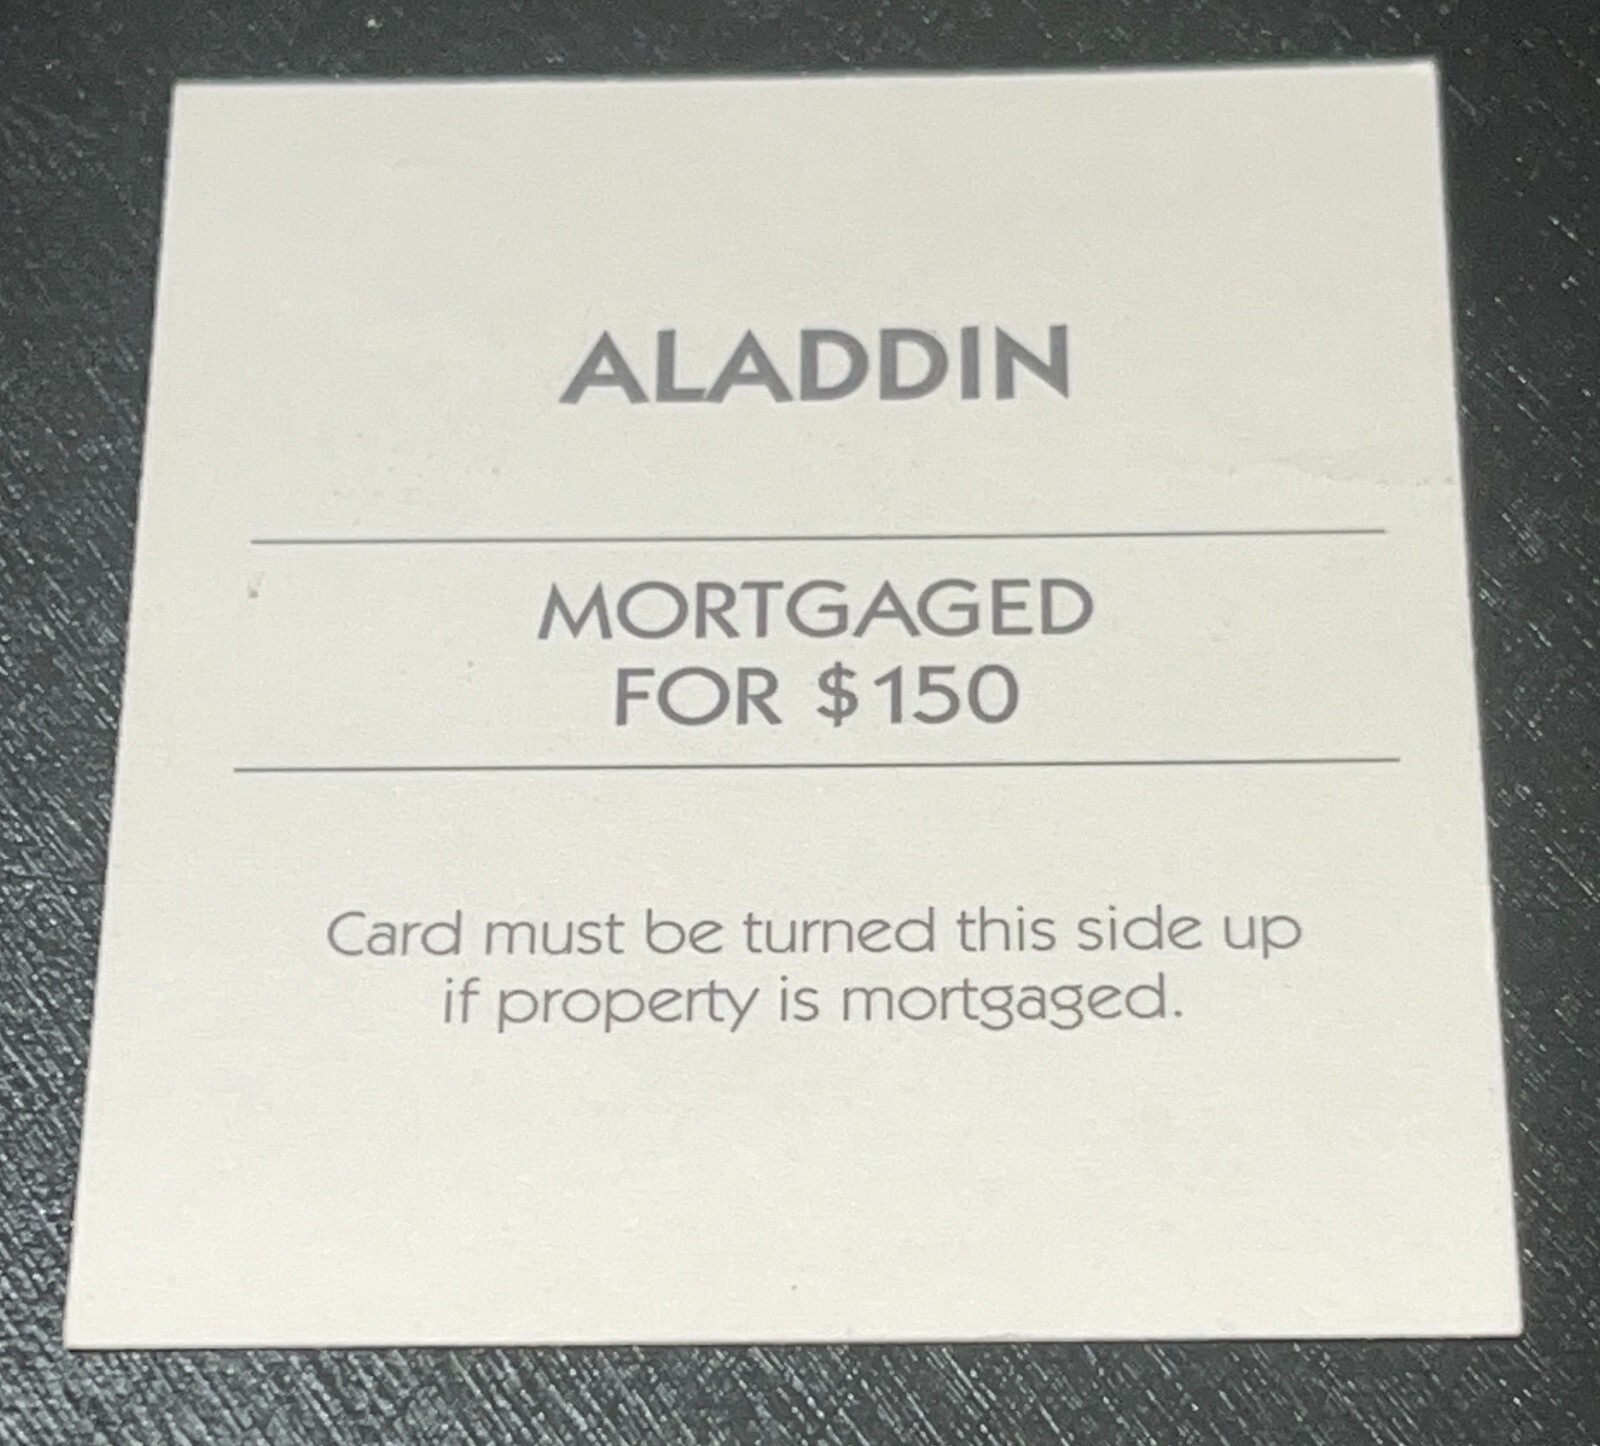 ALADDIN
MORTGAGED
FOR $150
Card must be turned this side up
if property is mortgaged.